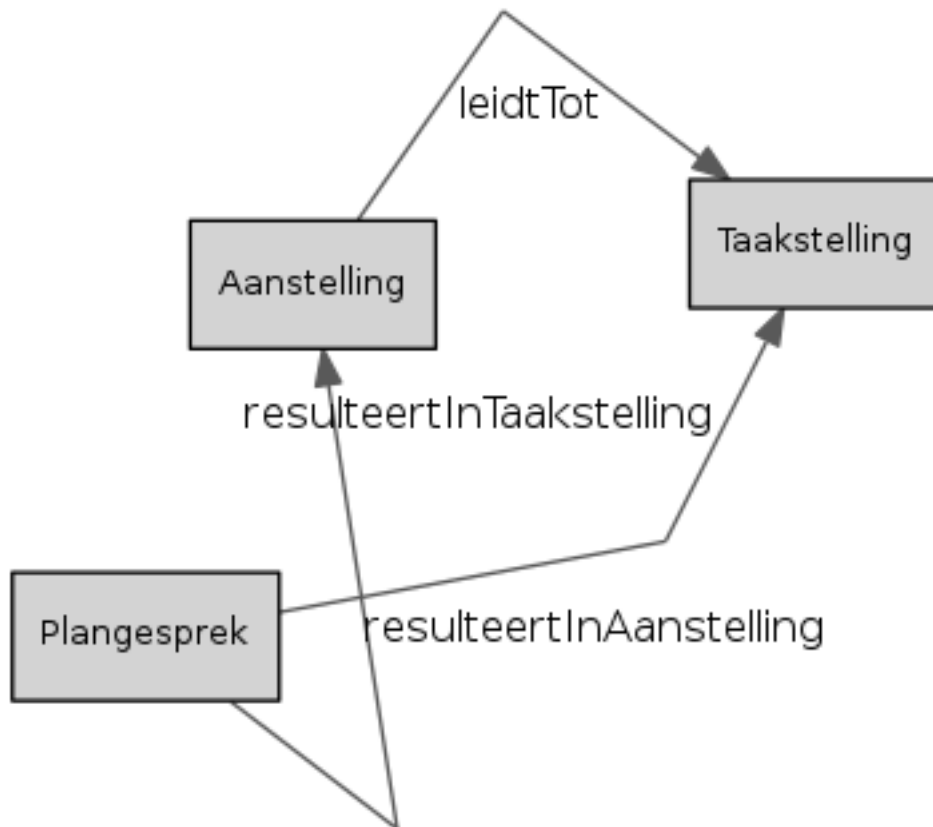 leidtTot
Taakstelling
Aanstelling
resulteertInTaakstelling
Plangesprek
resulteertInAanstelling